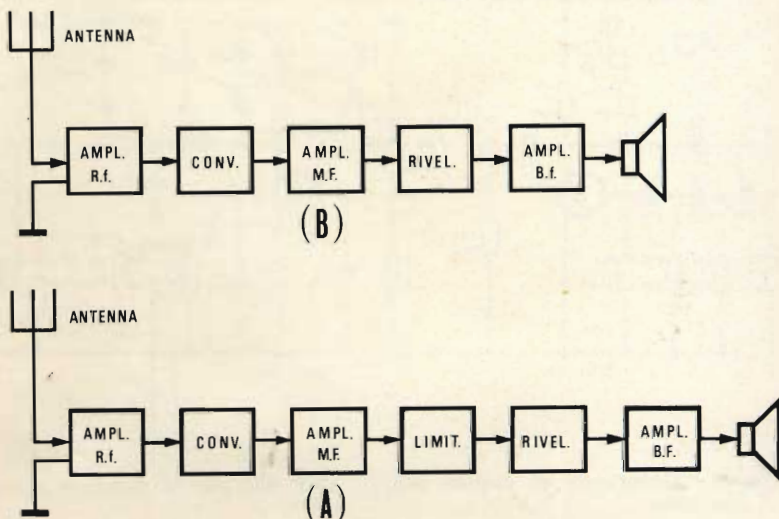 ANTENNA
AMPL.
R.f.
CONV.
AMPL.
M.F.
RIVEL.
AMPL.
B.f.
(B)
ANTENNA
AMPL.
R.f.
CONV.
AMPL.
M.F.
LIMIT.
RIVEL.
AMPL.
B.F.
(A)